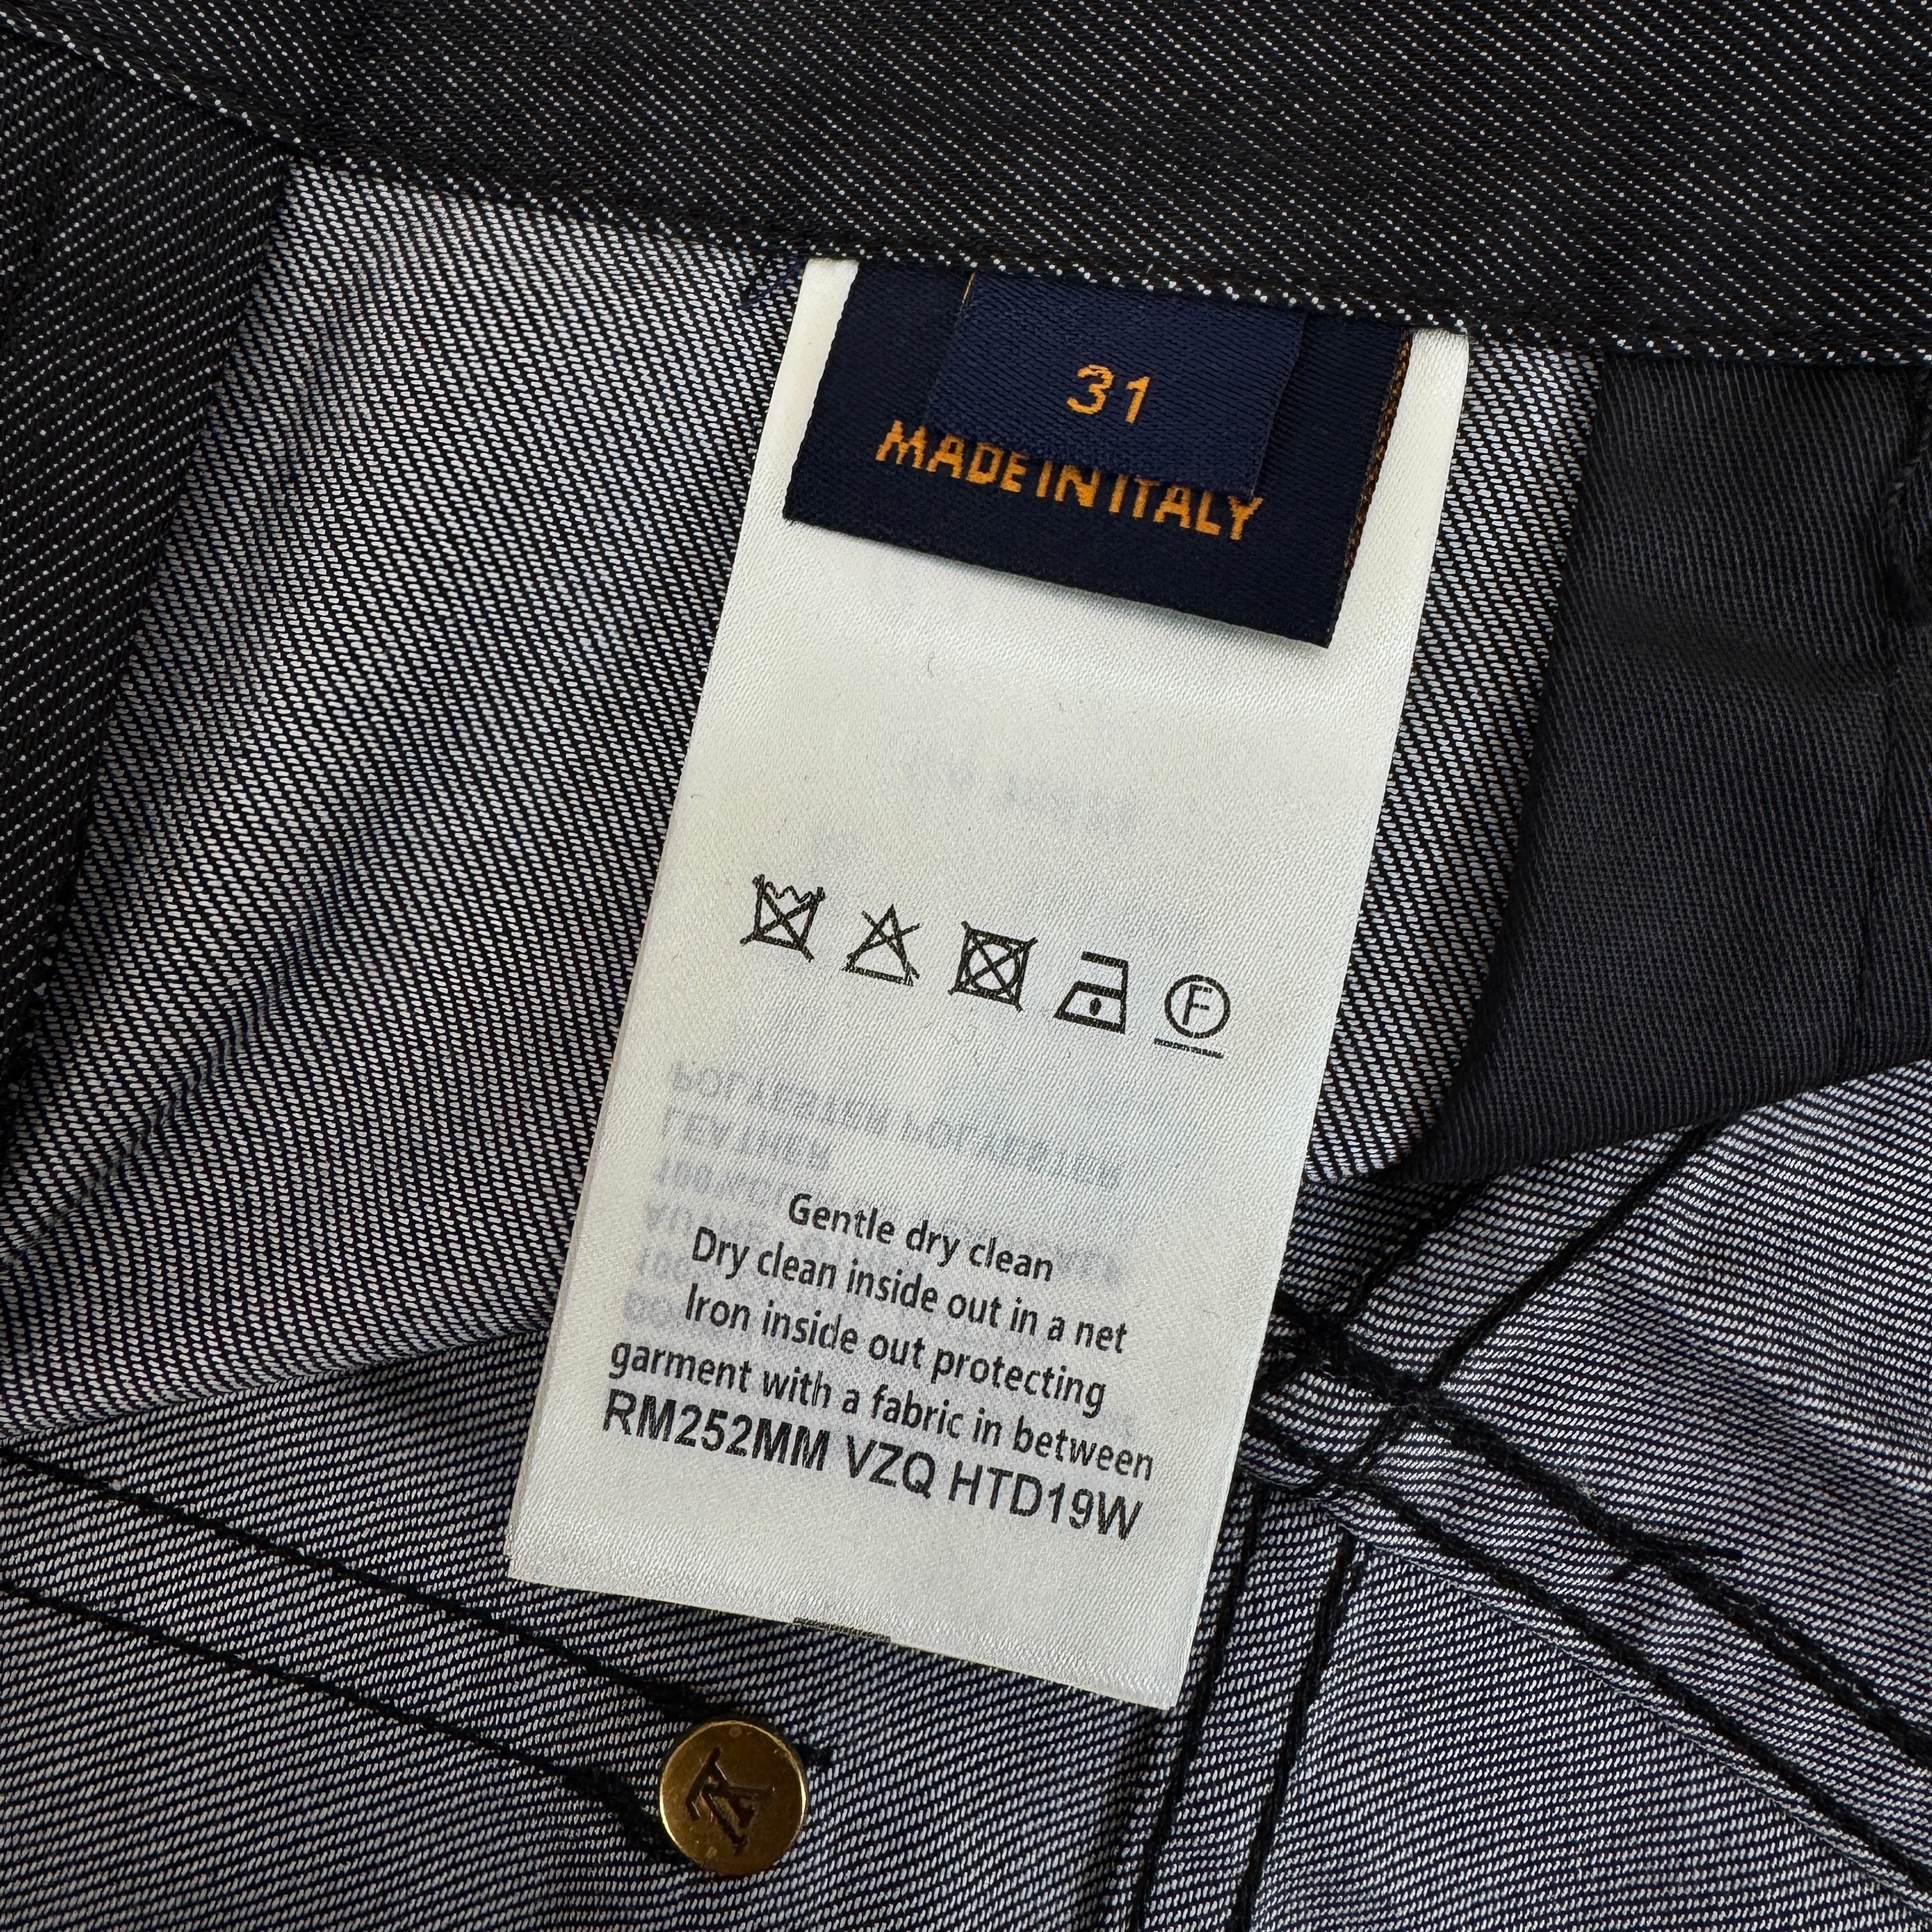 31
MADE IN ITALY
F
Gentle dry clean
Dry clean inside out in a net
Iron inside out protecting
garment with a fabric in between
RM252MM VZQ HTD19W
LV